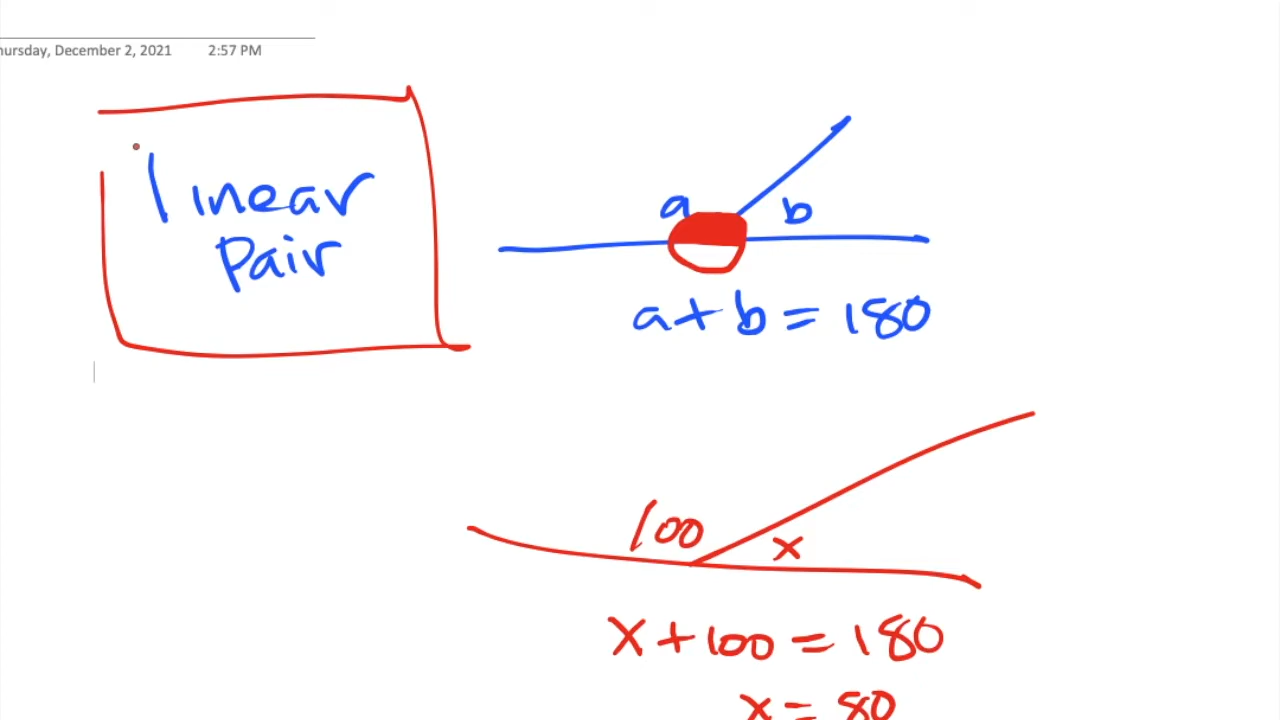 hursday, December 2, 2021 2:57 PM
linear
Pair
a
b
a + b = 180
100
x
x + 100 = 180
x = 80